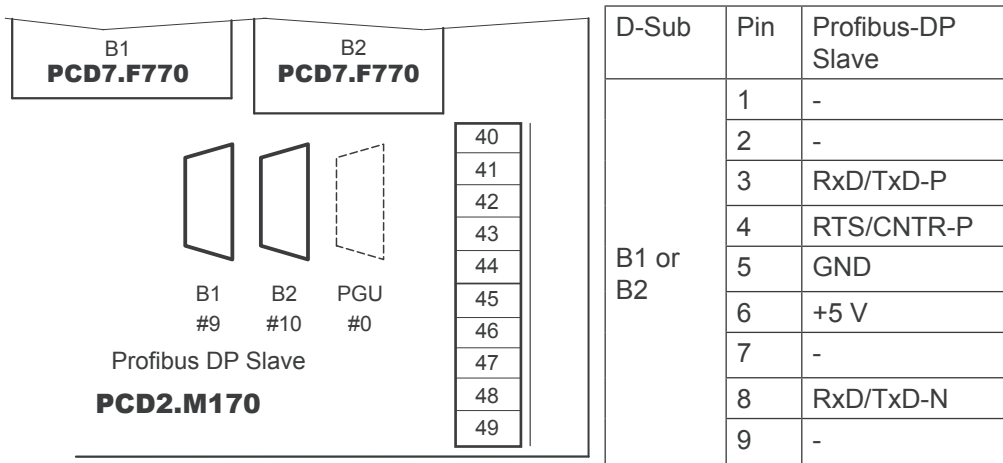 B1
PCD7.F770
B2
PCD7.F770
40
41
42
43
44
45
46
47
48
49
B1 B2 PGU
#9 #10 #0
Profibus DP Slave
PCD2.M170
D-Sub Pin Profibus-DP
Slave
B1 or
B2
1 -
2 -
3 RxD/TxD-P
4 RTS/CNTR-P
5 GND
6 +5 V
7 -
8 RxD/TxD-N
9 -